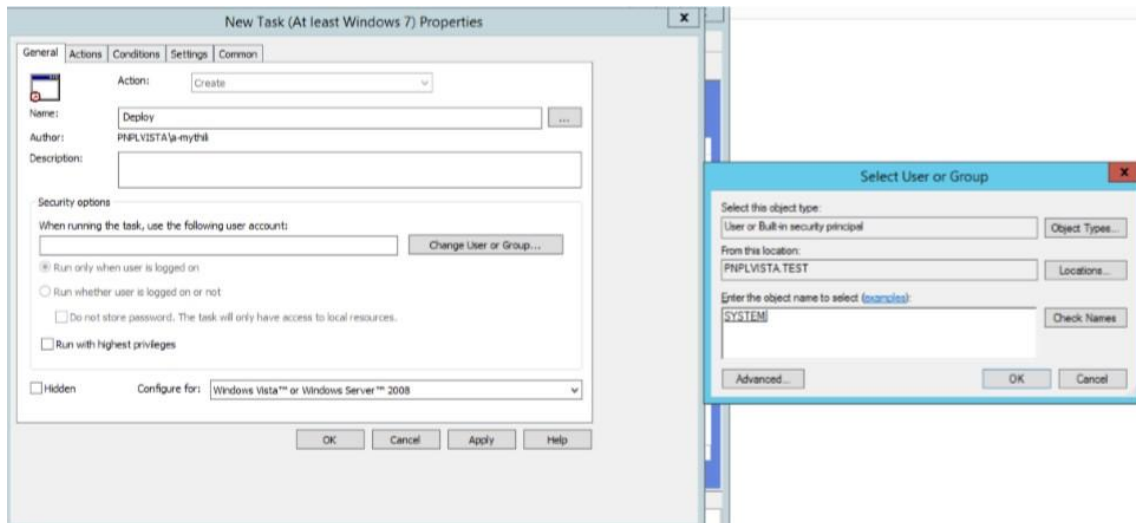 New Task (At least Windows 7) Properties
x
General Actions Conditions Settings Common
Action: Create
Name: Deploy ...
Author: PNPLVISTA\a-mythili
Description:
Security options
When running the task, use the following user account:
Change User or Group...
Run only when user is logged on
Run whether user is logged on or not
Do not store password. The task will only have access to local resources.
Run with highest privileges
Hidden Configure for: Windows Vista™ or Windows Server™ 2008
OK Cancel Apply Help
Select User or Group
x
Select this object type:
User or Built-in security principal Object Types...
From this location:
PNPLVISTA.TEST Locations...
Enter the object name to select (examples):
SYSTEM Check Names
Advanced... OK Cancel